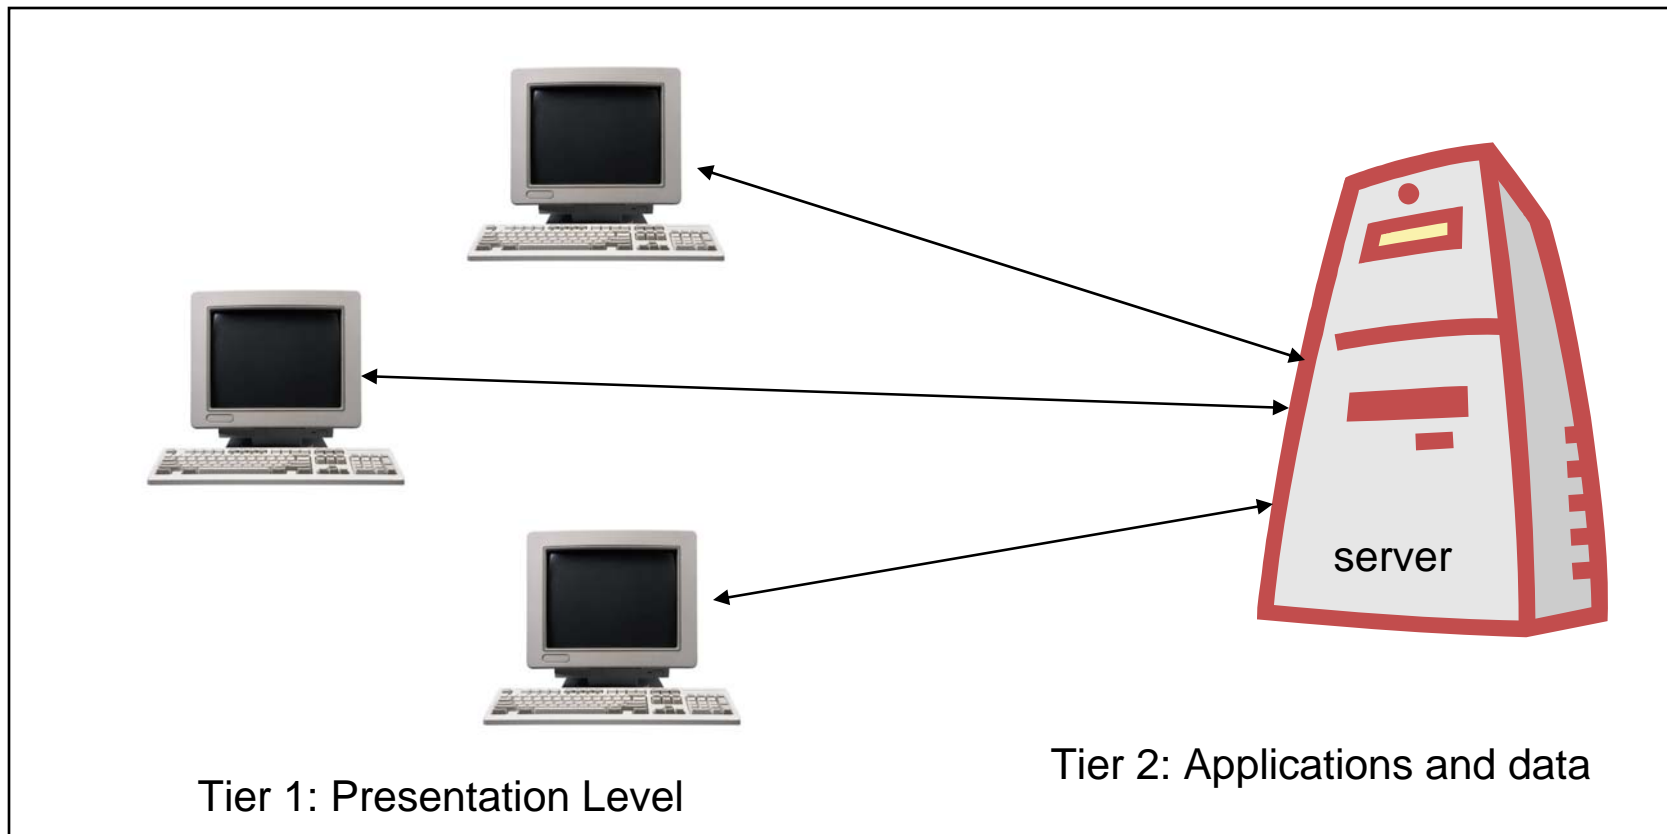 server
Tier 2: Applications and data
Tier 1: Presentation Level